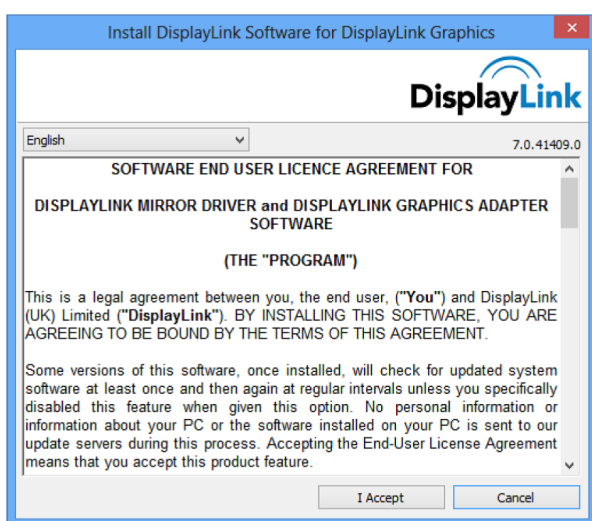 Install DisplayLink Software for DisplayLink Graphics
DisplayLink
English
7.0.41409.0
SOFTWARE END USER LICENCE AGREEMENT FOR
DISPLAYLINK MIRROR DRIVER and DISPLAYLINK GRAPHICS ADAPTER
SOFTWARE
(THE "PROGRAM")
This is a legal agreement between you, the end user, ("You") and DisplayLink
(UK) Limited ("DisplayLink"). BY INSTALLING THIS SOFTWARE, YOU ARE
AGREEING TO BE BOUND BY THE TERMS OF THIS AGREEMENT.
Some versions of this software, once installed, will check for updated system
software at least once and then again at regular intervals unless you specifically
disabled this feature when given this option. No personal information or
information about your PC or the software installed on your PC is sent to our
update servers during this process. Accepting the End-User License Agreement
means that you accept this product feature.
I Accept
Cancel